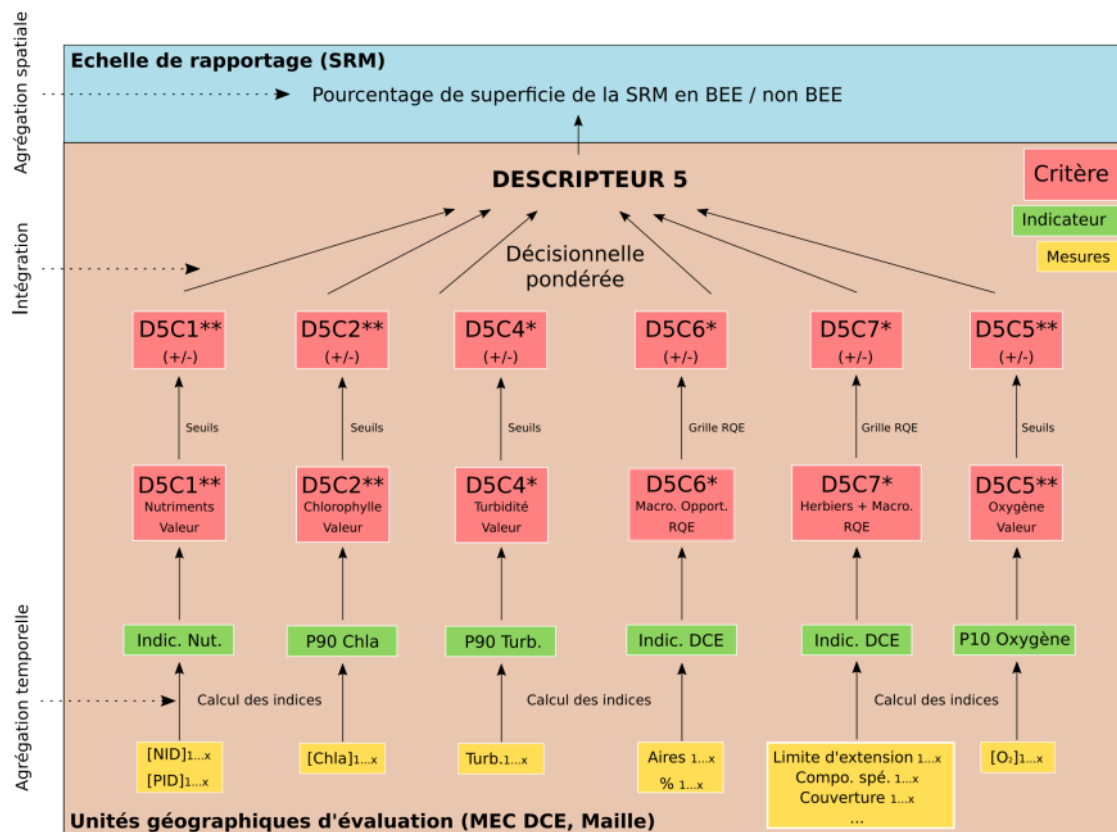 Agrégation spatiale
Echelle de rapportage (SRM)
Pourcentage de superficie de la SRM en BEE / non BEE
DESCRIPTEUR 5
Critère
Indicateur
Mesures
Intégration
Décisionnelle
pondérée
D5C1**
(+/-)
D5C2**
(+/-)
D5C4*
(+/-)
D5C6*
(+/-)
D5C7*
(+/-)
D5C5**
(+/-)
Seuils
Seuils
Seuils
Grille RQE
Grille RQE
Seuils
D5C1**
Nutriments
Valeur
D5C2**
Chlorophylle
Valeur
D5C4*
Turbidité
Valeur
D5C6*
Macro. Opport.
RQE
D5C7*
Herbiers + Macro.
RQE
D5C5**
Oxygène
Valeur
Indic. Nut.
P90 Chla
P90 Turb.
Indic. DCE
Indic. DCE
P10 Oxygène
Agrégation temporelle
Calcul des indices
Calcul des indices
Calcul des indices
[NID]1...x
[PID]1...x
[Chla]1...x
Turb.1...x
Aires 1...x
% 1...x
Limite d'extension 1...x
Compo. spé. 1...x
Couverture 1...x
...
[O₂]1...x
Unités géographiques d'évaluation (MEC DCE, Maille)